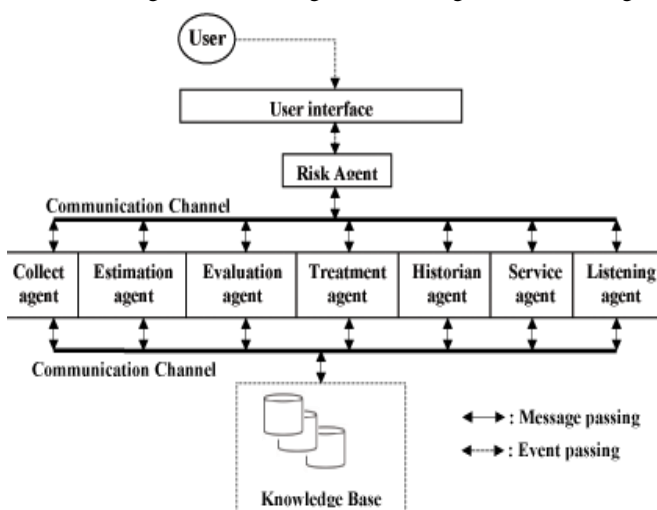 User
User interface
Risk Agent
Communication Channel
Collect agent
Estimation agent
Evaluation agent
Treatment agent
Historian agent
Service agent
Listening agent
Communication Channel
: Message passing
: Event passing
Knowledge Base